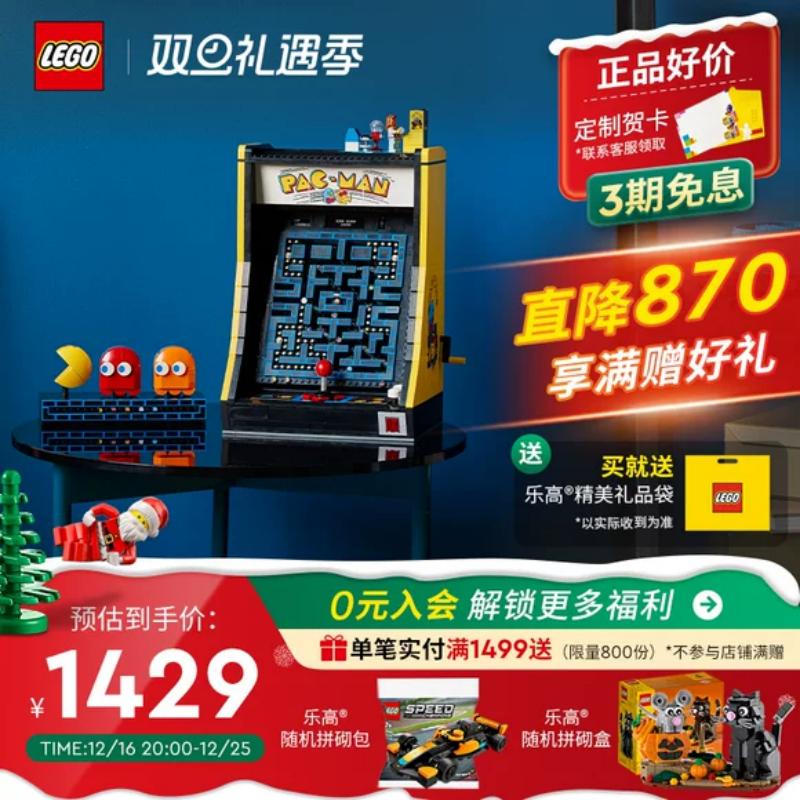 LEGO 双旦礼遇季
正品好价
定制贺卡
*联系客服领取
3期免息
PAC-MAN
直降870
享满赠好礼
送
买就送
乐高®精美礼品袋
*以实际收到为准
LEGO
预估到手价:
¥1429
TIME:12/16 20:00-12/25
0元入会 解锁更多福利
单笔实付满1499送 (限量800份) *不参与店铺满赠
乐高®
随机拼砌包
LEGO SPEED
乐高®
随机拼砌盒